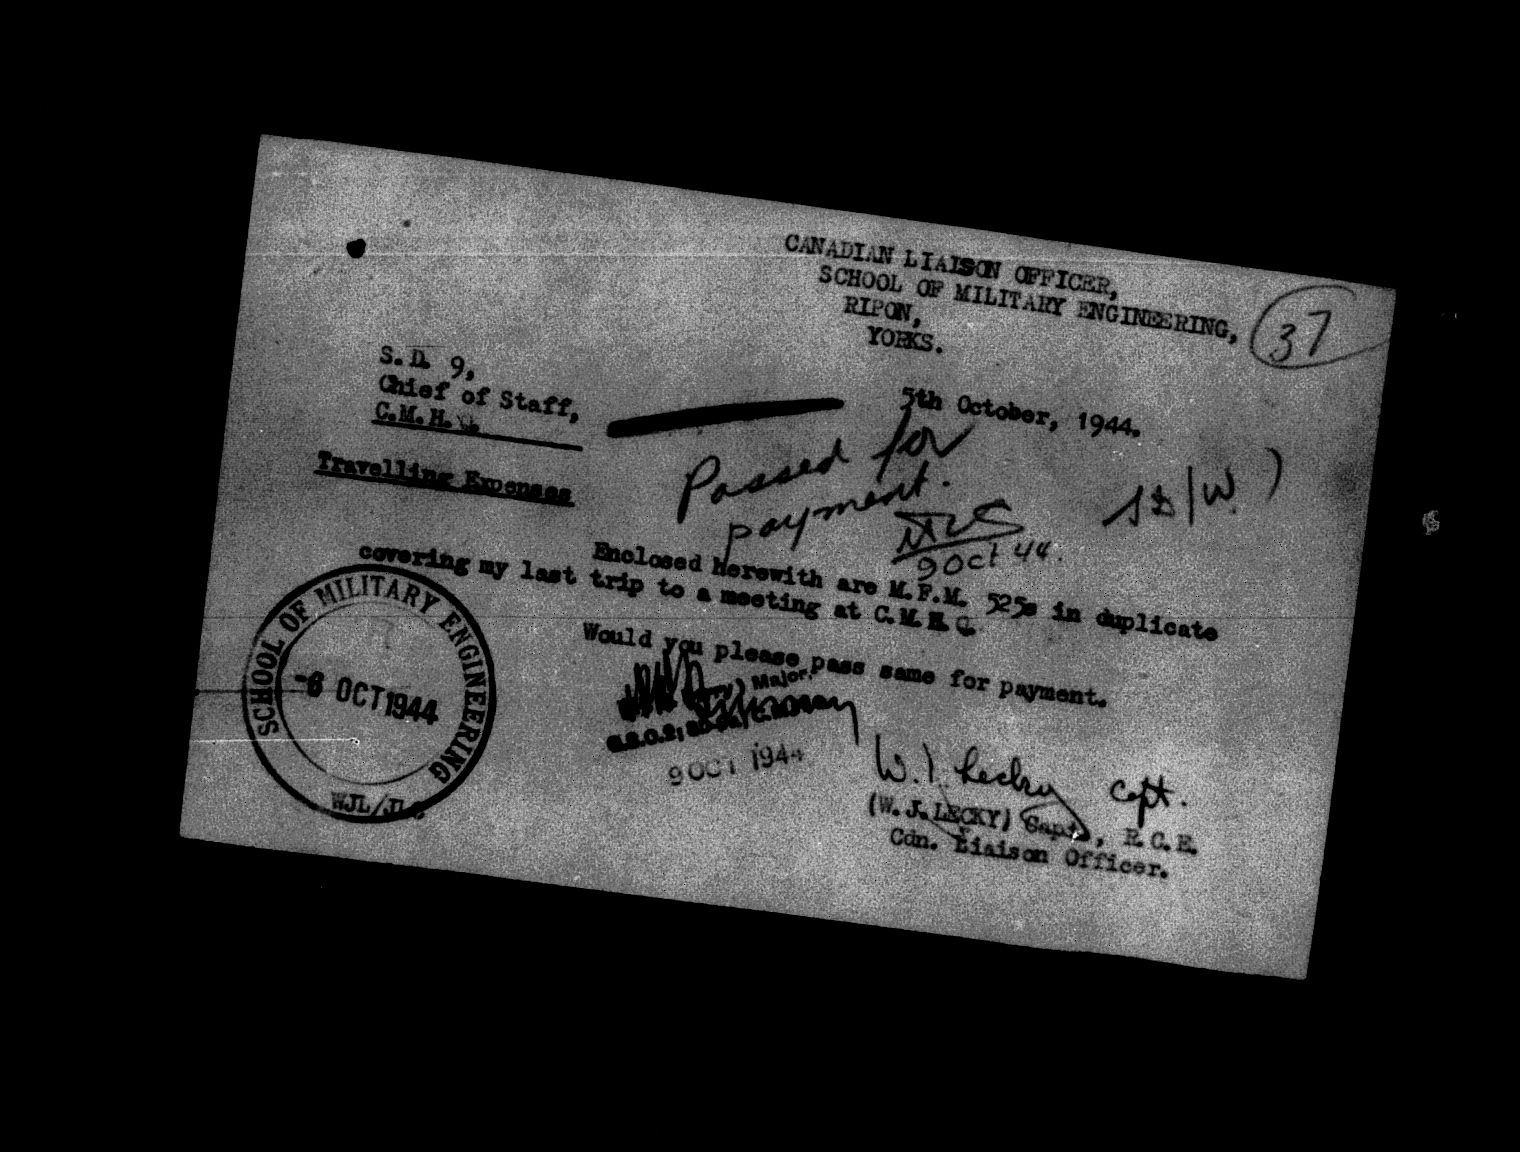 CANADIAN LIAISON OFFICER,
SCHOOL OF MILITARY ENGINEERING,
RIPON,
YORKS.
37
S.D. 9,
Chief of Staff,
C.M.H.Q.
5th October, 1944.
Travelling Expenses
Passed for
payment.
9 Oct 44.
SD/W
Enclosed herewith are M.F.M. 525s in duplicate
covering my last trip to a meeting at C.M.H.Q.
Would you please pass same for payment.
Major.
9 OCT 1944
SCHOOL OF MILITARY ENGINEERING
-6 OCT 1944
W.J. Lecky Capt.
(W.J.LECKY) Capt., R.C.E.
Cdn. Liaison Officer.